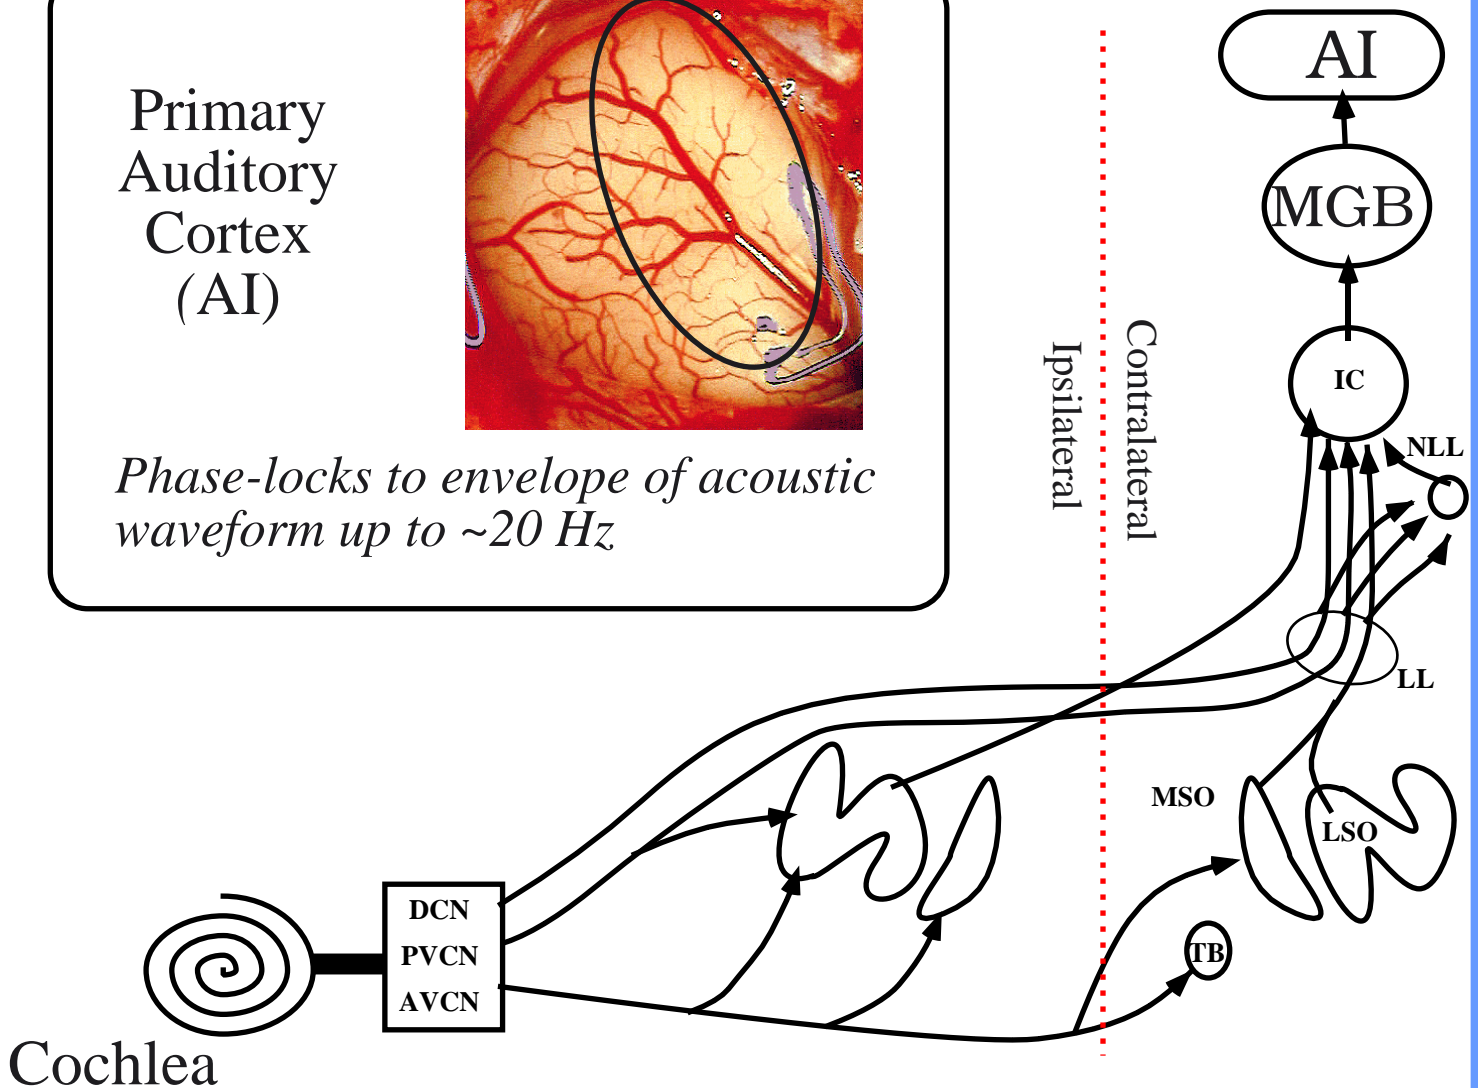 Primary
Auditory
Cortex
(AI)
Phase-locks to envelope of acoustic
waveform up to ~20 Hz
AI
MGB
IC
NLL
LL
Ipsilateral
Contralateral
MSO
LSO
TB
DCN
PVCN
AVCN
Cochlea